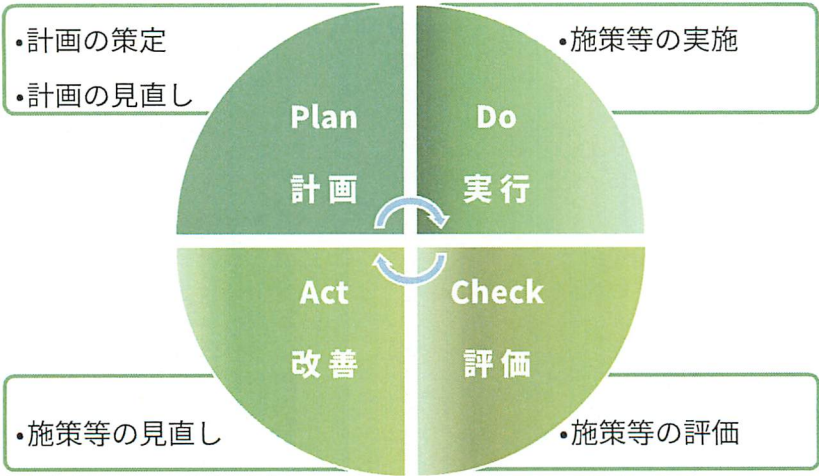 •計画の策定
•計画の見直し
Plan
計画
•施策等の実施
Do
実行
Act
改善
•施策等の見直し
Check
評価
•施策等の評価